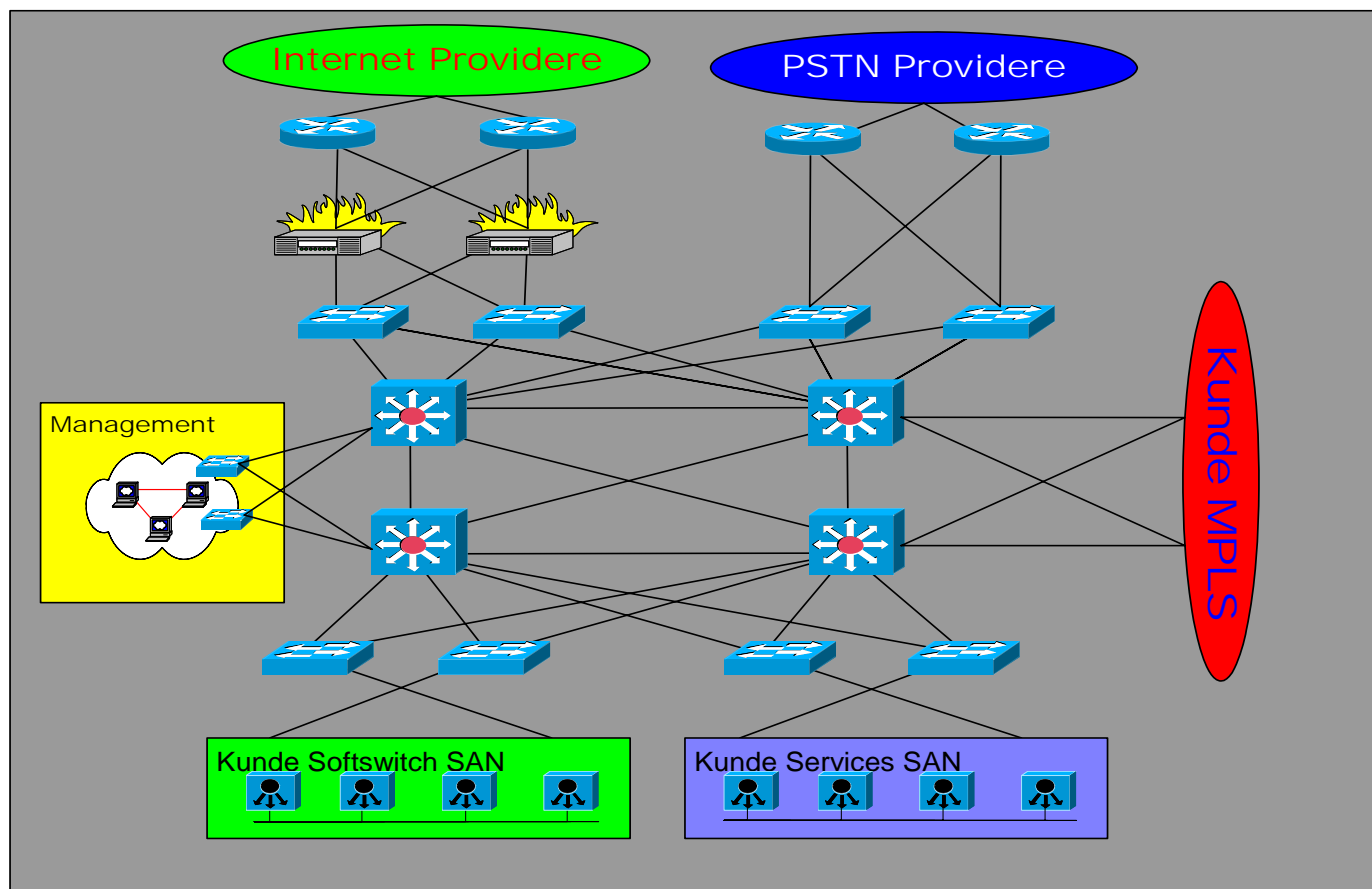 Internet Providere
PSTN Providere
Management
Kunde MPLS
Kunde Softswitch SAN
Kunde Services SAN